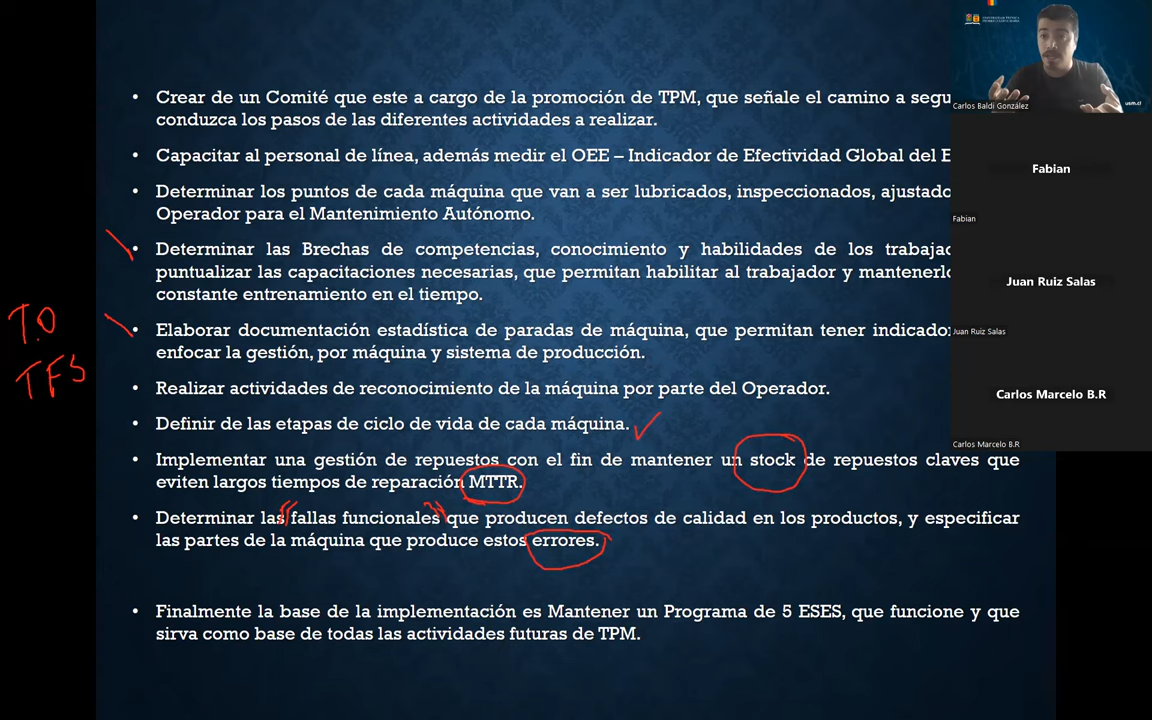 • Crear de un Comité que este a cargo de la promoción de TPM, que señale el camino a segu
conduzca los pasos de las diferentes actividades a realizar.
• Capacitar al personal de línea, además medir el OEE – Indicador de Efectividad Global del E
• Determinar los puntos de cada máquina que van a ser lubricados, inspeccionados, ajustado
Operador para el Mantenimiento Autónomo.
• Determinar las Brechas de competencias, conocimiento y habilidades de los trabajad
puntualizar las capacitaciones necesarias, que permitan habilitar al trabajador y mantenerlo
constante entrenamiento en el tiempo.
• Elaborar documentación estadística de paradas de máquina, que permitan tener indicador
enfocar la gestión, por máquina y sistema de producción.
• Realizar actividades de reconocimiento de la máquina por parte del Operador.
• Definir de las etapas de ciclo de vida de cada máquina.
• Implementar una gestión de repuestos con el fin de mantener un stock de repuestos claves que
eviten largos tiempos de reparación MTTR.
• Determinar las fallas funcionales que producen defectos de calidad en los productos, y especificar
las partes de la máquina que produce estos errores.
• Finalmente la base de la implementación es Mantener un Programa de 5 ESES, que funcione y que
sirva como base de todas las actividades futuras de TPM.
T.O
TFS
usm.cl
Carlos Baldi González
Fabian
Fabian
Juan Ruiz Salas
Juan Ruiz Salas
Carlos Marcelo B.R
Carlos Marcelo B.R